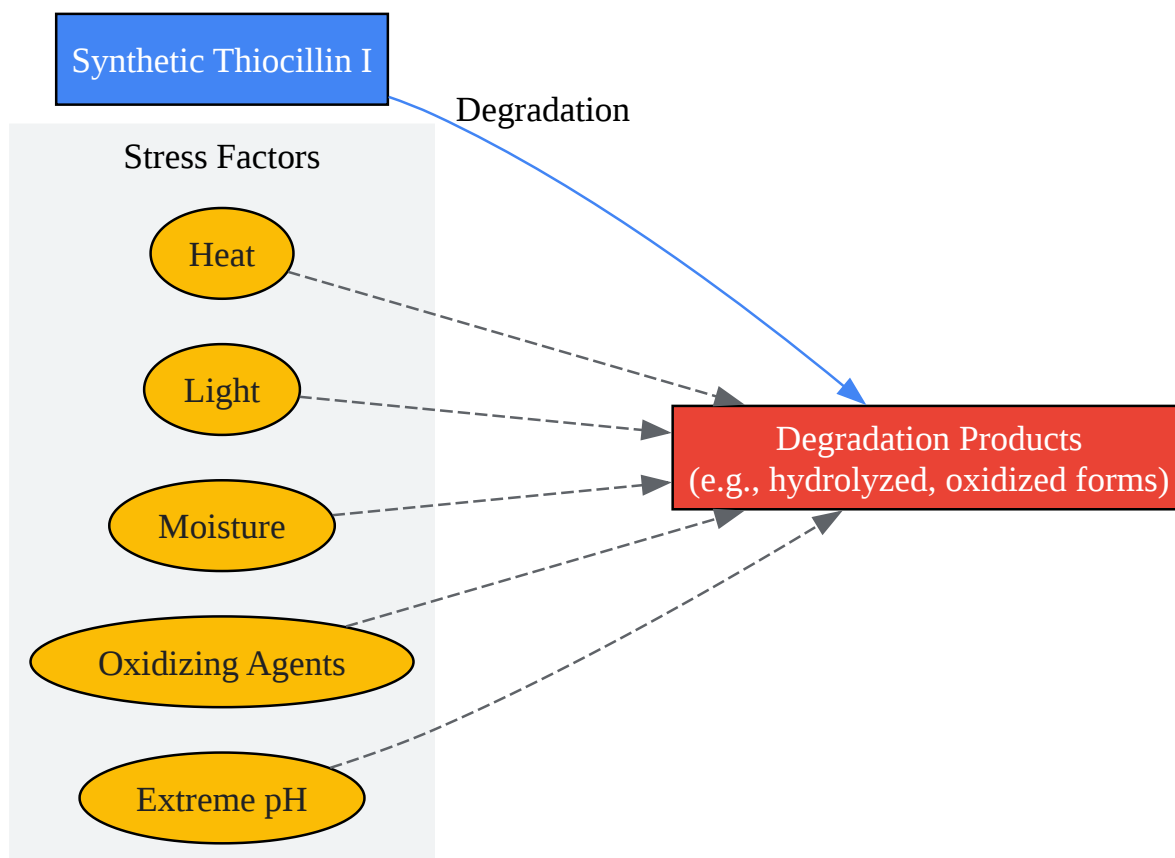 Synthetic Thiocillin I
Degradation
Stress Factors
Heat
Light
Moisture
Oxidizing Agents
Extreme pH
Degradation Products
(e.g., hydrolyzed, oxidized forms)